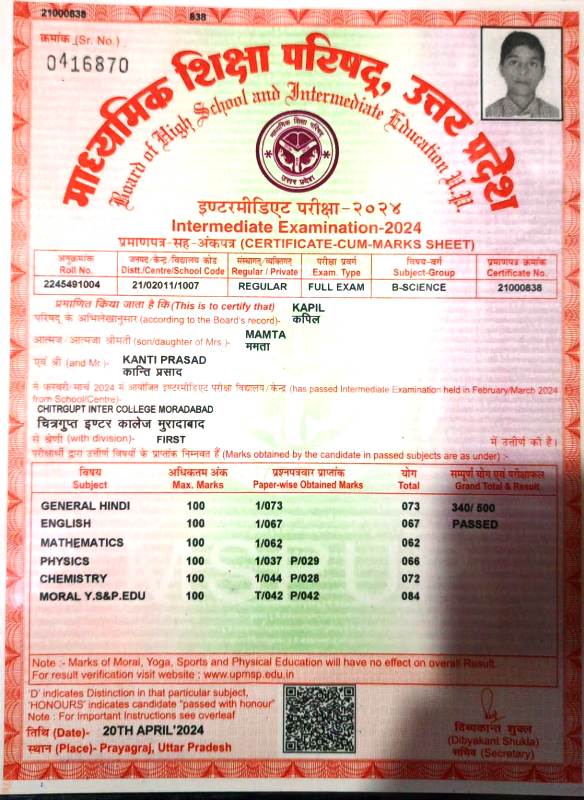 21000838 838
क्रमांक (Sr. No.)
0416870
माध्यमिक शिक्षा परिषद्, उत्तर प्रदेश
Board of High School and Intermediate Education U.P.
माध्यमिक शिक्षा परिषद्
उत्तर प्रदेश
इण्टरमीडिएट परीक्षा-२०२४
Intermediate Examination-2024
प्रमाणपत्र-सह-अंकपत्र (CERTIFICATE-CUM-MARKS SHEET)
अनुक्रमांक जनपद/केन्द्र/विद्यालय कोड संस्थागत/व्यक्तिगत परीक्षा प्रवर्ग विषय-वर्ग प्रमाणपत्र क्रमांक
Roll No. Distt./Centre/School Code Regular / Private Exam. Type Subject-Group Certificate No.
2245491004 21/02011/1007 REGULAR FULL EXAM B-SCIENCE 21000838
प्रमाणित किया जाता है कि (This is to certify that) KAPIL
परिषद् के अभिलेखानुसार (according to the Board's record)- कपिल
MAMTA
आत्मज/आत्मजा श्रीमती (son/daughter of Mrs )- ममता
KANTI PRASAD
एवं श्री (and Mr)- कान्ति प्रसाद
ने फरवरी/मार्च 2024 में आयोजित इण्टरमीडिएट परीक्षा विद्यालय/केन्द्र (has passed Intermediate Examination held in February/March 2024
from School/Centre)-
CHITRGUPT INTER COLLEGE MORADABAD
चित्रगुप्त इण्टर कालेज मुरादाबाद
से श्रेणी (with division)- FIRST में उत्तीर्ण की है।
परीक्षार्थी द्वारा उत्तीर्ण विषयों के प्राप्तांक निम्नवत हैं (Marks obtained by the candidate in passed subjects are as under) :-
विषय अधिकतम अंक प्रश्नपत्रवार प्राप्तांक योग सम्पूर्ण योग एवं परीक्षाफल
Subject Max. Marks Paper-wise Obtained Marks Total Grand Total & Result
GENERAL HINDI 100 1/073 073 340/ 500
ENGLISH 100 1/067 067 PASSED
MATHEMATICS 100 1/062 062
PHYSICS 100 1/037 P/029 066
CHEMISTRY 100 1/044 P/028 072
MORAL Y.S&P.EDU 100 T/042 P/042 084
Note :- Marks of Moral, Yoga, Sports and Physical Education will have no effect on overall Result.
For result verification visit website : www.upmsp.edu.in
'D' indicates Distinction in that particular subject,
'HONOURS' indicates candidate "passed with honour"
Note : For Important Instructions see overleaf
तिथि (Date)- 20TH APRIL'2024
स्थान (Place)- Prayagraj, Uttar Pradesh
दिव्यकान्त शुक्ल
(Dibyakant Shukla)
सचिव (Secretary)